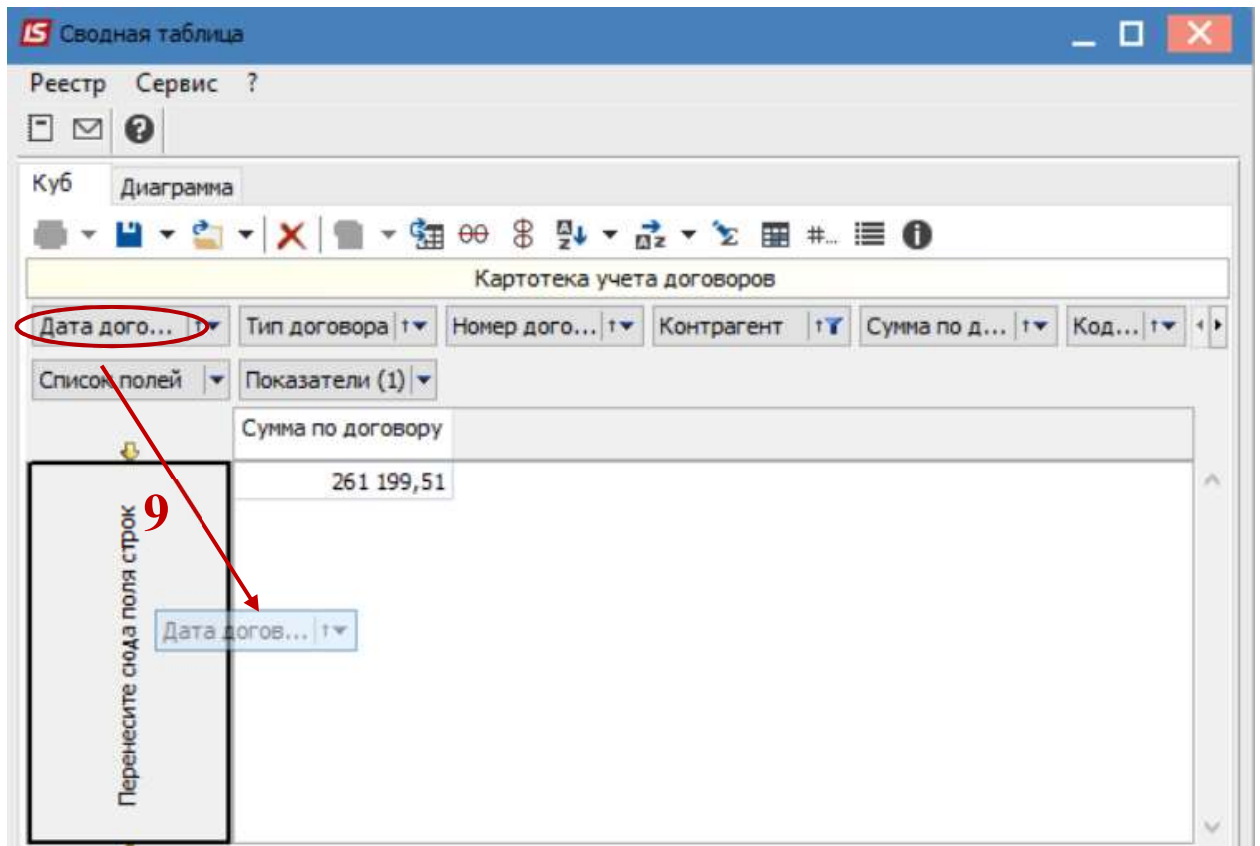 IS Сводная таблица
Реестр Сервис ?
Куб Диаграмма
#...
Картотека учета договоров
Дата дого... Тип договора Номер дого... Контрагент Сумма по д... Код...
Список полей Показатели (1)
Сумма по договору
261 199,51
9
Перенесите сюда поля строк
Дата догов...